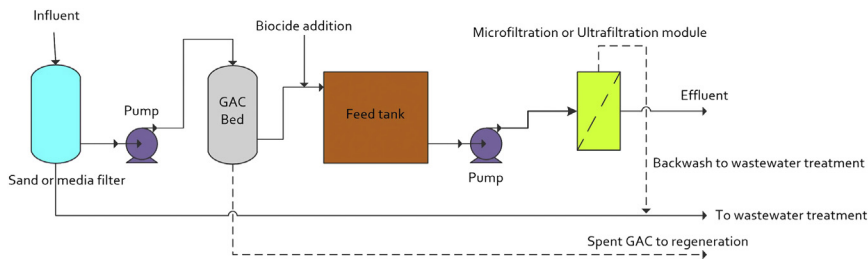 Influent
Biocide addition
Microfiltration or Ultrafiltration module
Pump
GAC
Bed
Feed tank
Effluent
Sand or media filter
Pump
Backwash to wastewater treatment
To wastewater treatment
Spent GAC to regeneration